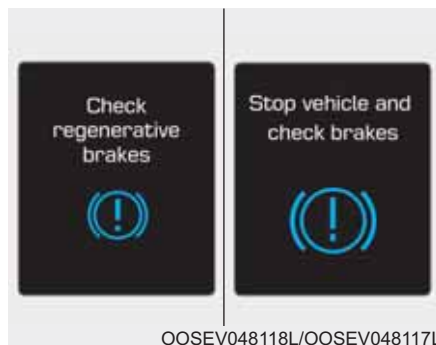 Check
regenerative
brakes
Stop vehicle and
check brakes
OOSEV048118L/OOSEV048117L